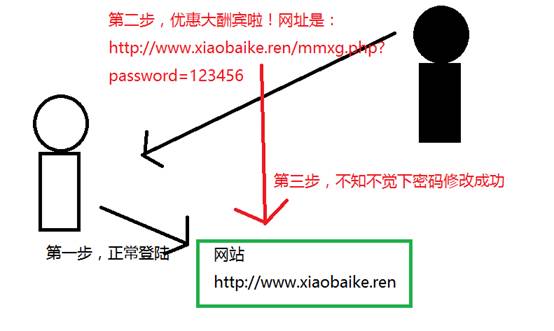 第二步，优惠大酬宾啦！网址是：
http://www.xiaobaike.ren/mmxg.php?
password=123456
第三步，不知不觉下密码修改成功
第一步，正常登陆
网站
http://www.xiaobaike.ren